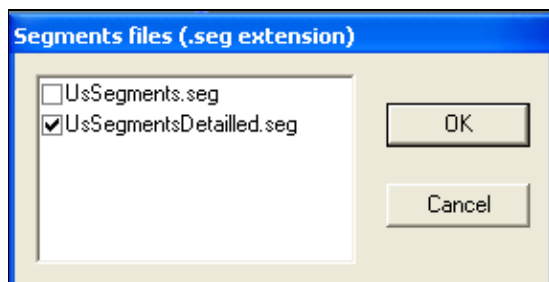 Segments files (.seg extension)
UsSegments.seg
UsSegmentsDetailled.seg
OK
Cancel